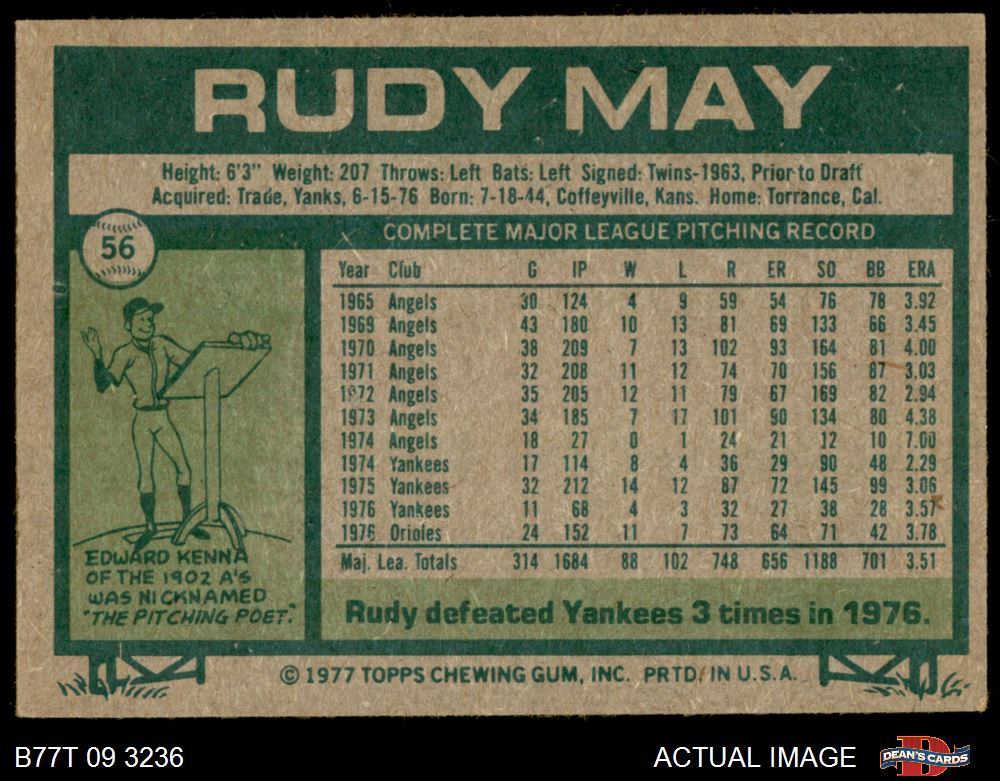 RUDY MAY
Height: 6'3" Weight: 207 Throws: Left Bats: Left Signed: Twins-1963, Prior to Draft
Acquired: Trade, Yanks, 6-15-76 Born: 7-18-44, Coffeyville, Kans. Home: Torrance, Cal.
56
COMPLETE MAJOR LEAGUE PITCHING RECORD
Year Club G IP W L R ER SO BB ERA
1965 Angels 30 124 4 9 59 54 76 78 3.92
1969 Angels 43 180 10 13 81 69 133 66 3.45
1970 Angels 38 209 7 13 102 93 164 81 4.00
1971 Angels 32 208 11 12 74 70 156 87 3.03
1972 Angels 35 205 12 11 79 67 169 82 2.94
1973 Angels 34 185 7 17 101 90 134 80 4.38
1974 Angels 18 27 0 1 24 21 12 10 7.00
1974 Yankees 17 114 8 4 36 29 90 48 2.29
1975 Yankees 32 212 14 12 87 72 145 99 3.06
1976 Yankees 11 68 4 3 32 27 38 28 3.57
1976 Orioles 24 152 11 7 73 64 71 42 3.78
Maj. Lea. Totals 314 1684 88 102 748 656 1188 701 3.51
EDWARD KENNA
OF THE 1902 A'S
WAS NICKNAMED
"THE PITCHING POET".
Rudy defeated Yankees 3 times in 1976.
© 1977 TOPPS CHEWING GUM, INC. PRTD. IN U.S.A.
B77T 09 3236
ACTUAL IMAGE
DEAN'S CARDS